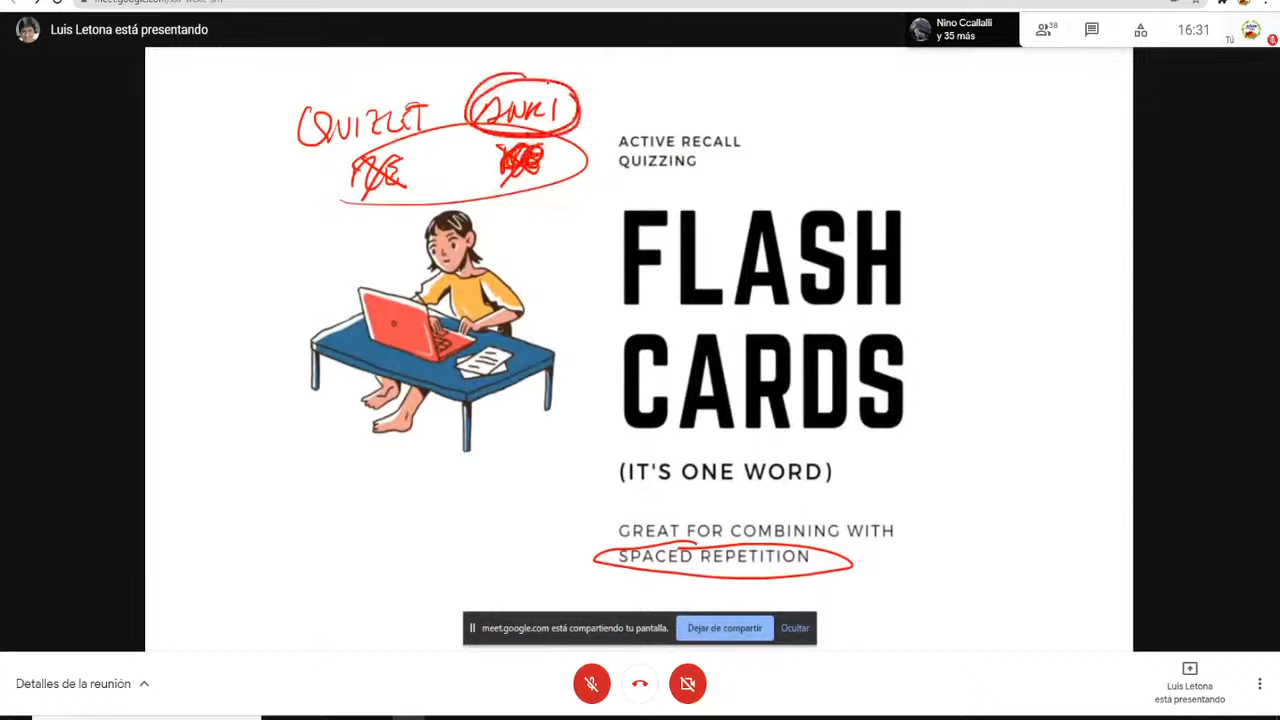 Luis Letona está presentando
Nino Ccallalli
y 35 más
38
16:31
Tú
QUIZLET ANKI
ACTIVE RECALL
QUIZZING
FLASH
CARDS
(IT'S ONE WORD)
GREAT FOR COMBINING WITH
SPACED REPETITION
meet.google.com está compartiendo tu pantalla. Dejar de compartir Ocultar
Detalles de la reunión
Luis Letona
está presentando